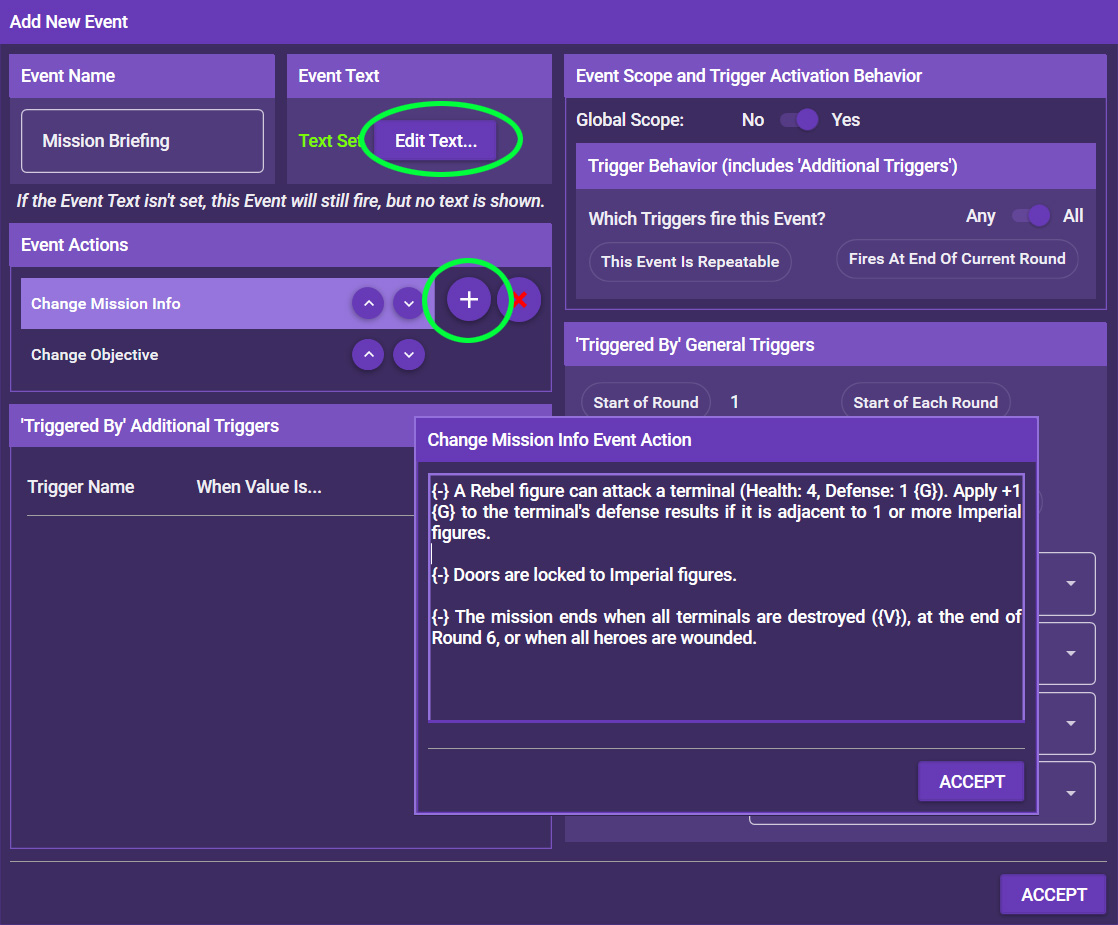 Add New Event
Event Name
Mission Briefing
Event Text
Text Set
Edit Text...
If the Event Text isn't set, this Event will still fire, but no text is shown.
Event Actions
Change Mission Info
+
Change Objective
'Triggered By' Additional Triggers
Trigger Name When Value Is...
Event Scope and Trigger Activation Behavior
Global Scope: No Yes
Trigger Behavior (includes 'Additional Triggers')
Which Triggers fire this Event? Any All
This Event Is Repeatable
Fires At End Of Current Round
'Triggered By' General Triggers
Start of Round 1 Start of Each Round
Change Mission Info Event Action
{-} A Rebel figure can attack a terminal (Health: 4, Defense: 1 {G}). Apply +1
{G} to the terminal's defense results if it is adjacent to 1 or more Imperial
figures.
{-} Doors are locked to Imperial figures.
{-} The mission ends when all terminals are destroyed ({V}), at the end of
Round 6, or when all heroes are wounded.
ACCEPT
ACCEPT